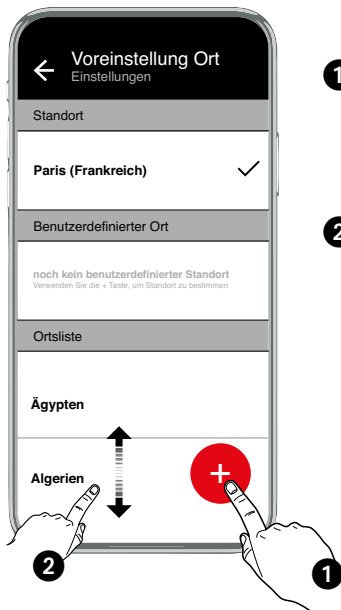 Voreinstellung Ort
Einstellungen
Standort
Paris (Frankreich)
Benutzerdefinierter Ort
noch kein benutzerdefinierter Standort
Verwenden Sie die + Taste, um Standort zu bestimmen
Ortsliste
Ägypten
Algerien
+
2
1
1
2